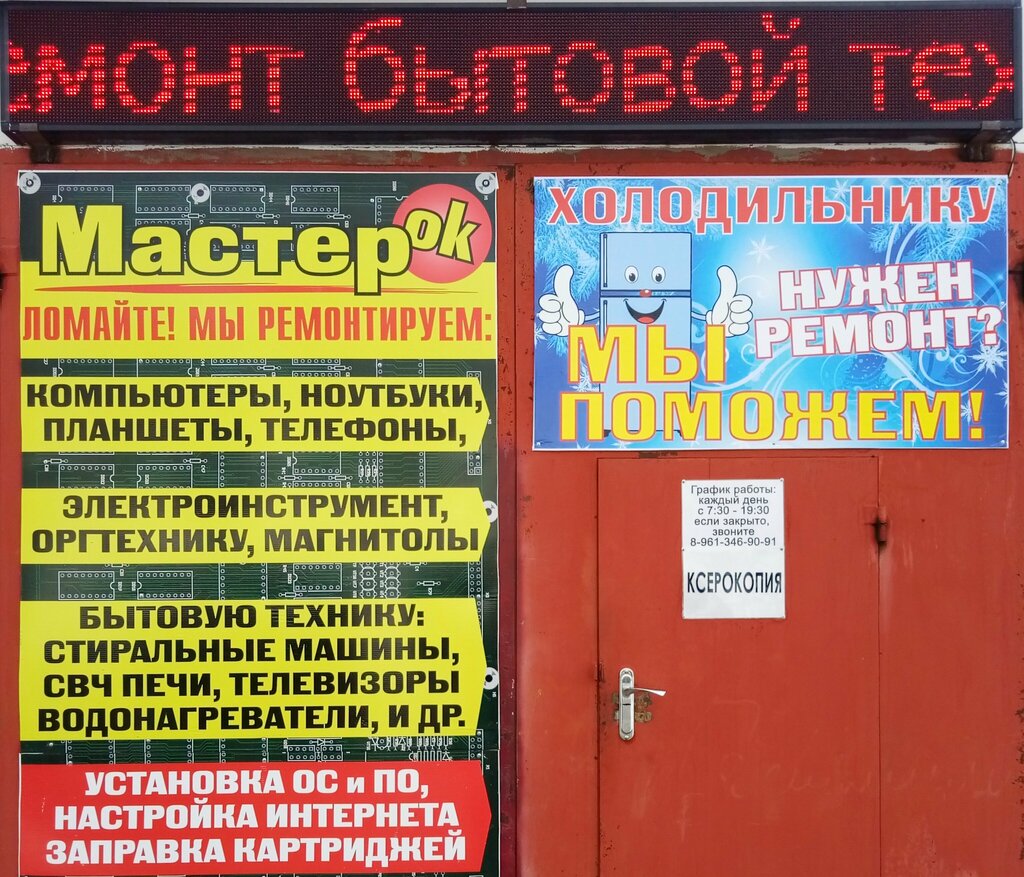 емонт бытовой тех
Мастерok
ЛОМАЙТЕ! МЫ РЕМОНТИРУЕМ:
КОМПЬЮТЕРЫ, НОУТБУКИ,
ПЛАНШЕТЫ, ТЕЛЕФОНЫ,
ЭЛЕКТРОИНСТРУМЕНТ,
ОРГТЕХНИКУ, МАГНИТОЛЫ
БЫТОВУЮ ТЕХНИКУ:
СТИРАЛЬНЫЕ МАШИНЫ,
СВЧ ПЕЧИ, ТЕЛЕВИЗОРЫ
ВОДОНАГРЕВАТЕЛИ, И ДР.
УСТАНОВКА ОС и ПО,
НАСТРОЙКА ИНТЕРНЕТА
ЗАПРАВКА КАРТРИДЖЕЙ
ХОЛОДИЛЬНИКУ
НУЖЕН
РЕМОНТ?
МЫ
ПОМОЖЕМ!
График работы:
каждый день
с 7:30 - 19:30
если закрыто,
звоните
8-961-346-90-91
КСЕРОКОПИЯ